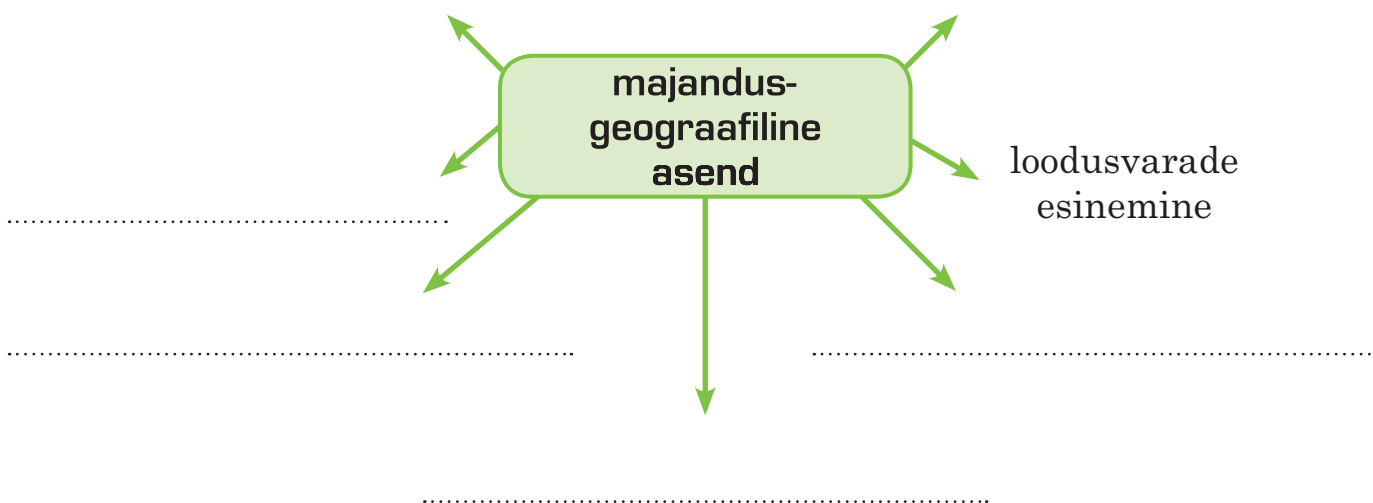 majandus-
geograafiline
asend
loodusvarade
esinemine